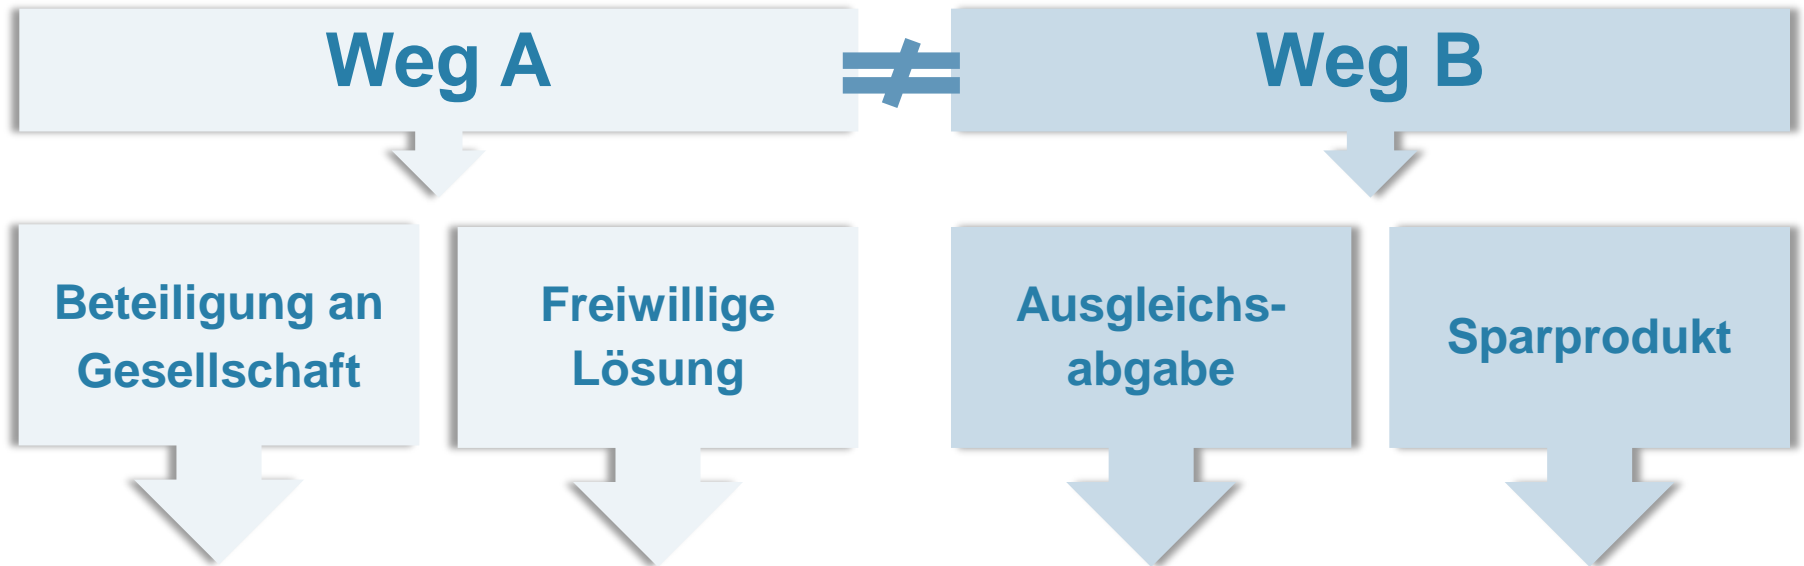 Weg A
≠
Weg B
Beteiligung an
Gesellschaft
Freiwillige
Lösung
Ausgleichs-
abgabe
Sparprodukt